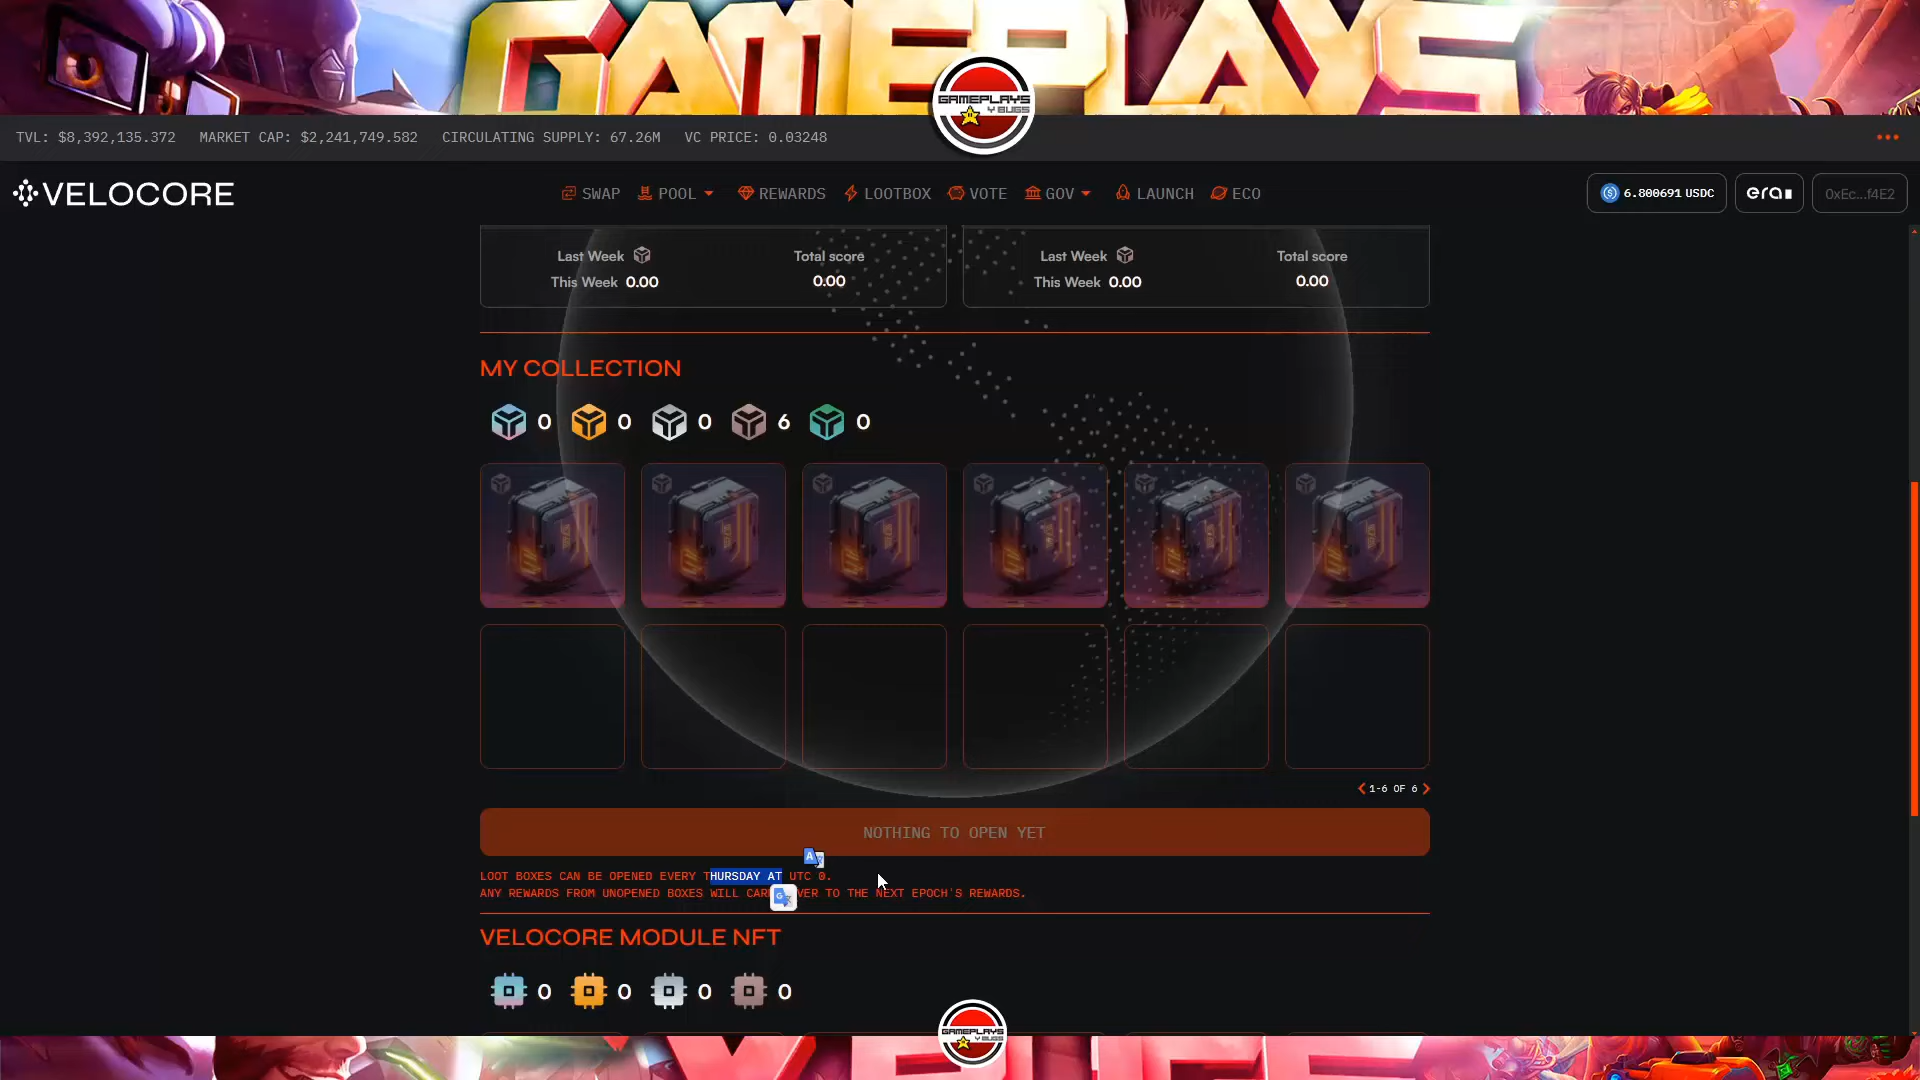 GAMEPLAYS
GAMEPLAYS
Y BUGS
TVL: $8,392,135.372 MARKET CAP: $2,241,749.582 CIRCULATING SUPPLY: 67.26M VC PRICE: 0.03248
VELOCORE SWAP POOL REWARDS LOOTBOX VOTE GOV LAUNCH ECO 6.800691 USDC era 0xEc...f4E2
Last Week Total score Last Week Total score
This Week 0.00 0.00 This Week 0.00 0.00
MY COLLECTION
0 0 0 6 0
1-6 OF 6
NOTHING TO OPEN YET
LOOT BOXES CAN BE OPENED EVERY THURSDAY AT UTC 0.
ANY REWARDS FROM UNOPENED BOXES WILL CAR VER TO THE NEXT EPOCH'S REWARDS.
VELOCORE MODULE NFT
0 0 0 0
GAMEPLAYS
Y BUGS